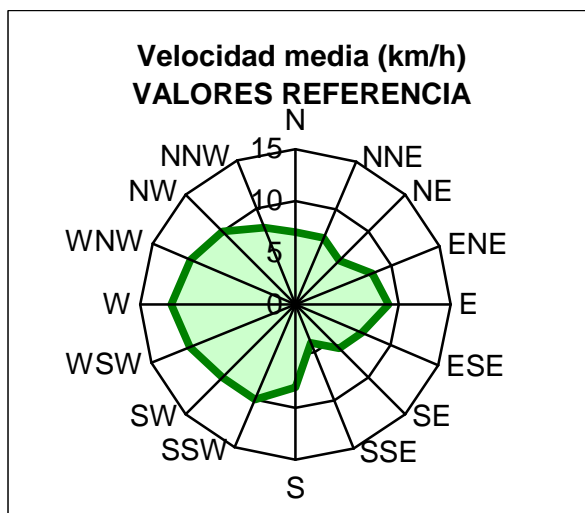 Velocidad media (km/h)
VALORES REFERENCIA
N
NNW
15
NNE
NW
10
NE
WNW
5
ENE
W
0
E
WSW
ESE
SW
SE
SSW
SSE
S